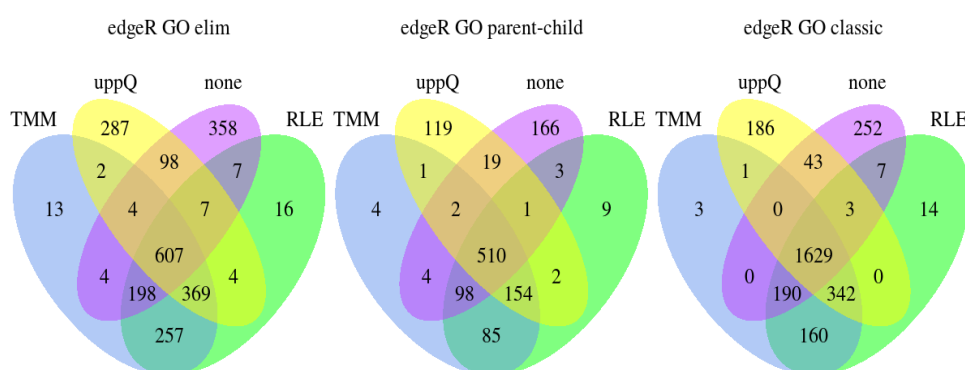 edgeR GO elim
uppQ none
TMM RLE
287 358
98
2 7
13 4 7 16
607
4 4
198 369
257
edgeR GO parent-child
uppQ none
TMM RLE
119 166
19
1 3
4 2 1 9
510
4 2
98 154
85
edgeR GO classic
uppQ none
TMM RLE
186 252
43
1 7
3 0 3 14
1629
0 0
190 342
160